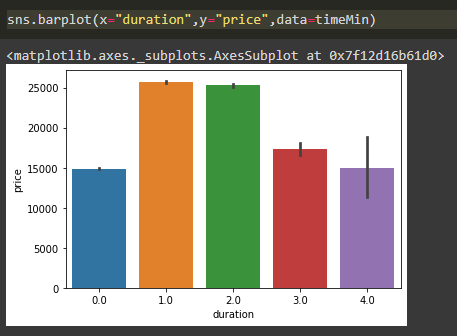 sns.barplot(x="duration",y="price",data=timeMin)
<matplotlib.axes._subplots.AxesSubplot at 0x7f12d16b61d0>
25000
20000
15000
10000
5000
0
price
0.0 1.0 2.0 3.0 4.0
duration